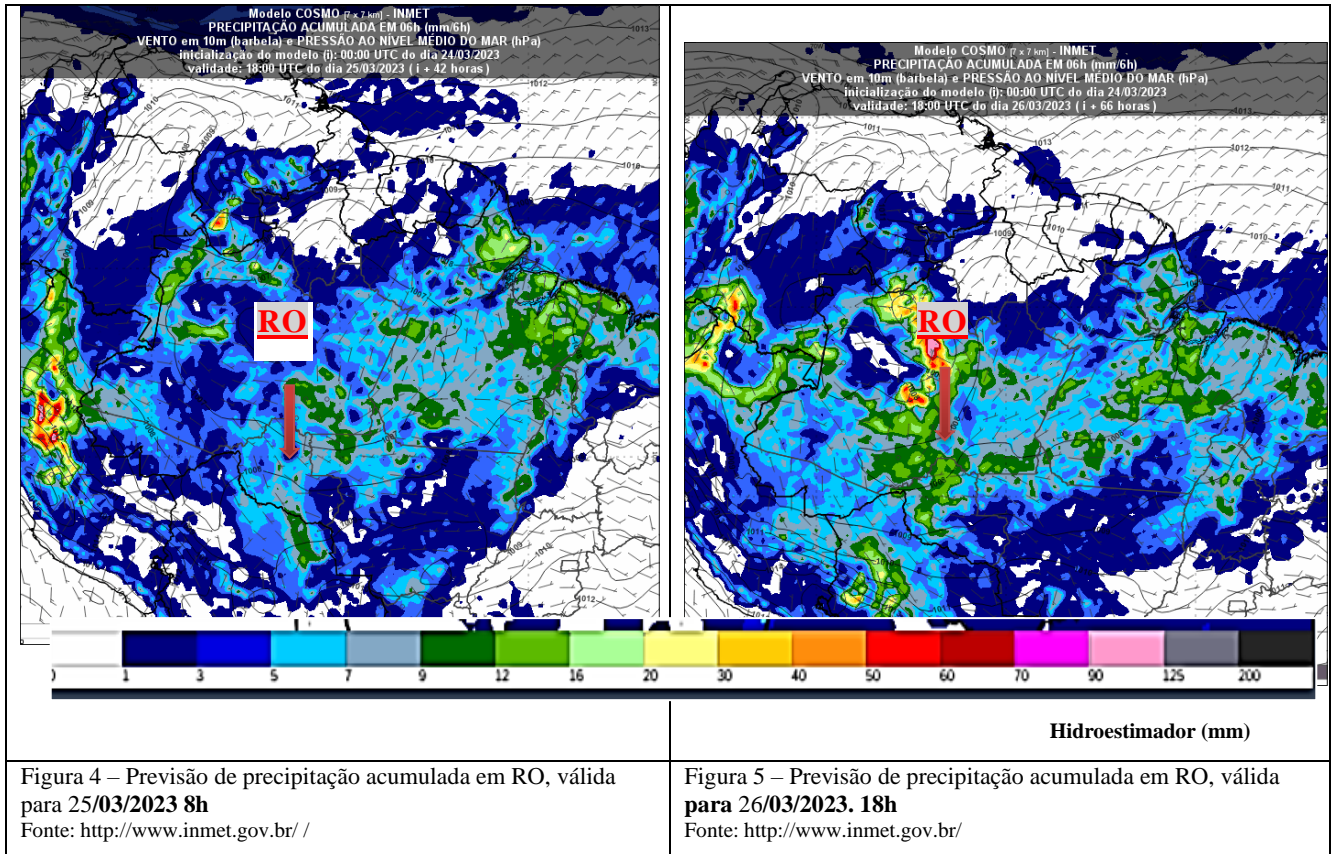 Modelo COSMO [7 x 7 km] - INMET
PRECIPITAÇÃO ACUMULADA EM 06h (mm/6h)
VENTO em 10m (barbela) e PRESSÃO AO NÍVEL MÉDIO DO MAR (hPa)
inicialização do modelo (i): 00:00 UTC do dia 24/03/2023
validade: 18:00 UTC do dia 25/03/2023 ( i + 42 horas )
RO
Modelo COSMO [7 x 7 km] - INMET
PRECIPITAÇÃO ACUMULADA EM 06h (mm/6h)
VENTO em 10m (barbela) e PRESSÃO AO NÍVEL MÉDIO DO MAR (hPa)
inicialização do modelo (i): 00:00 UTC do dia 24/03/2023
validade: 18:00 UTC do dia 26/03/2023 ( i + 66 horas )
RO
1 3 5 7 9 12 16 20 30 40 50 60 70 90 125 200
Hidroestimador (mm)
Figura 4 – Previsão de precipitação acumulada em RO, válida
para 25/03/2023 8h
Fonte: http://www.inmet.gov.br/ /
Figura 5 – Previsão de precipitação acumulada em RO, válida
para 26/03/2023. 18h
Fonte: http://www.inmet.gov.br/